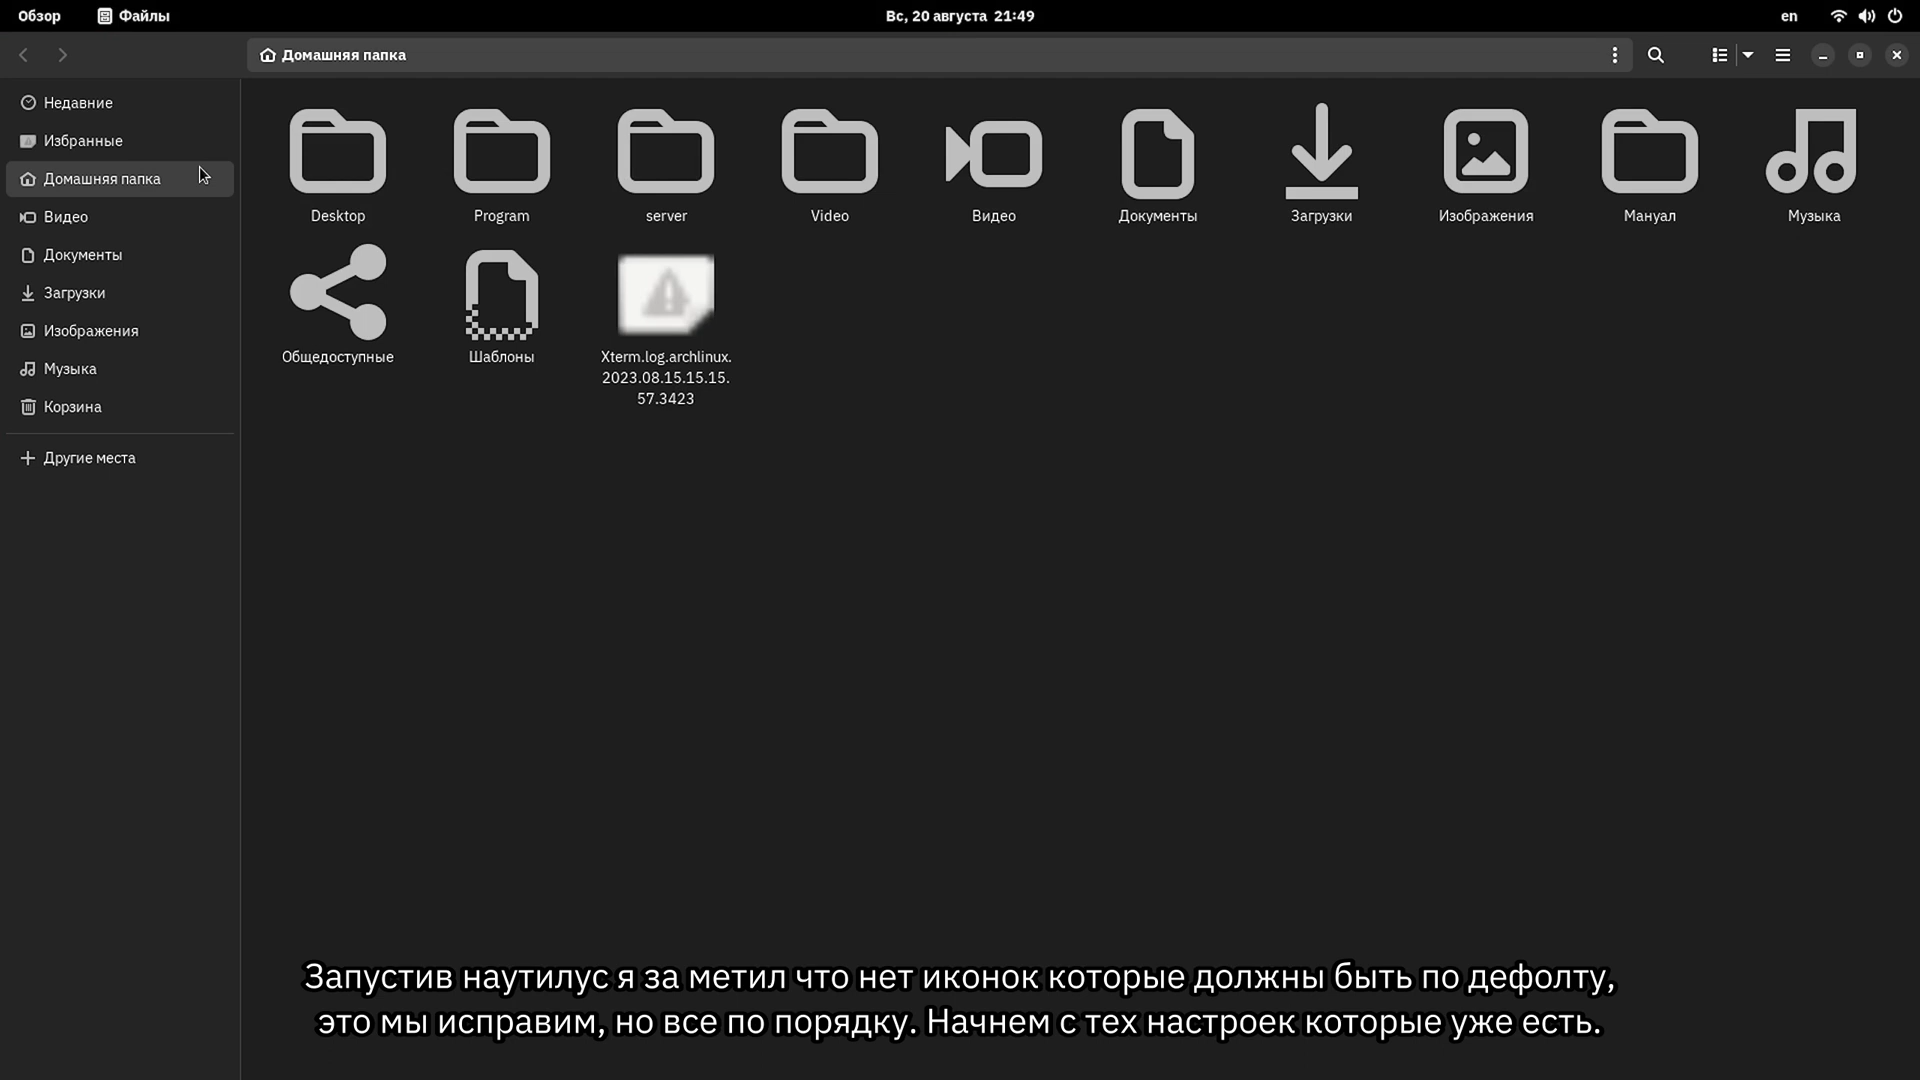 Обзор
Файлы
Вс, 20 августа 21:49
en
Домашняя папка
Недавние
Избранные
Домашняя папка
Видео
Документы
Загрузки
Изображения
Музыка
Корзина
Другие места
Desktop
Program
server
Video
Видео
Документы
Загрузки
Изображения
Мануал
Музыка
Общедоступные
Шаблоны
Xterm.log.archlinux.
2023.08.15.15.15.
57.3423
Запустив наутилус я за метил что нет иконок которые должны быть по дефолту,
это мы исправим, но все по порядку. Начнем с тех настроек которые уже есть.